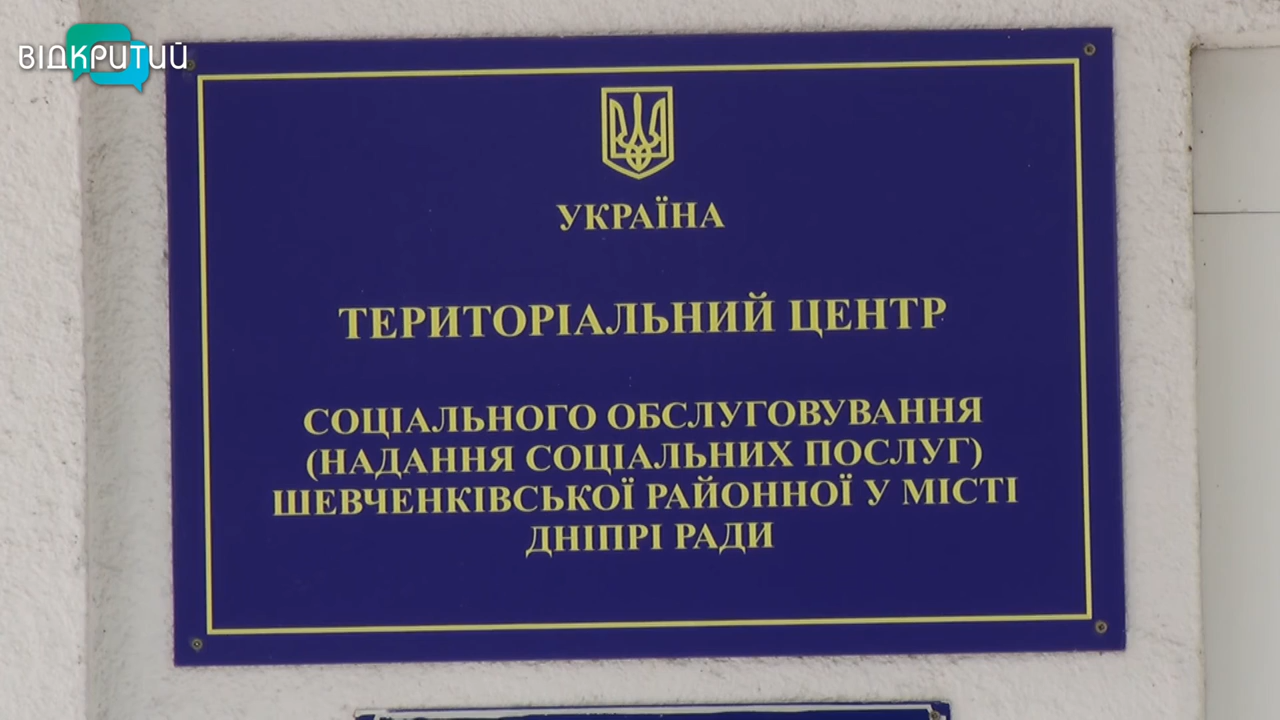 ВІДКРИТИЙ
УКРАЇНА
ТЕРИТОРІАЛЬНИЙ ЦЕНТР
СОЦІАЛЬНОГО ОБСЛУГОВУВАННЯ
(НАДАННЯ СОЦІАЛЬНИХ ПОСЛУГ)
ШЕВЧЕНКІВСЬКОЇ РАЙОННОЇ У МІСТІ
ДНІПРІ РАДИ